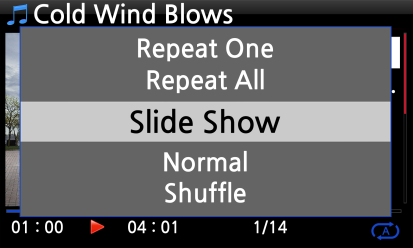 Cold Wind Blows
Repeat One
Repeat All
Slide Show
Normal
Shuffle
01 : 00 04 : 01 1/14 A